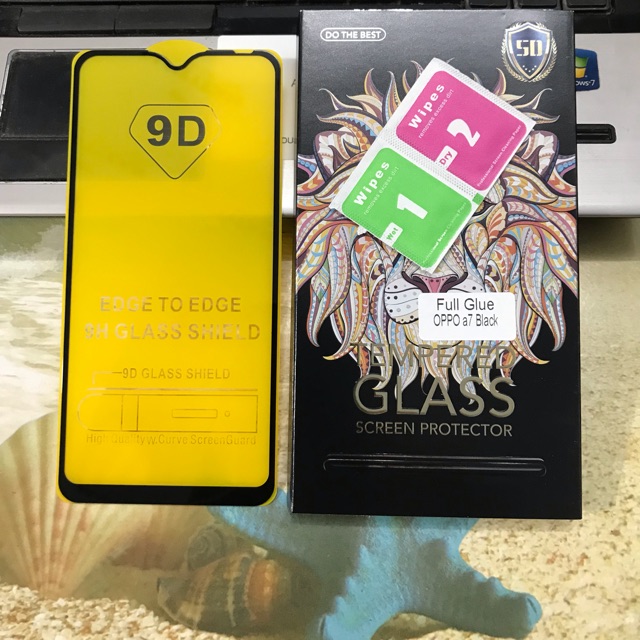 9D
EDGE TO EDGE
9H GLASS SHIELD
9D GLASS SHIELD
High Quality w,Curve ScreenGuard
DO THE BEST
5D
Wipes
2
Dry
Wipes
1
Wet
Full Glue
OPPO a7 Black
TEMPERED
GLASS
SCREEN PROTECTOR